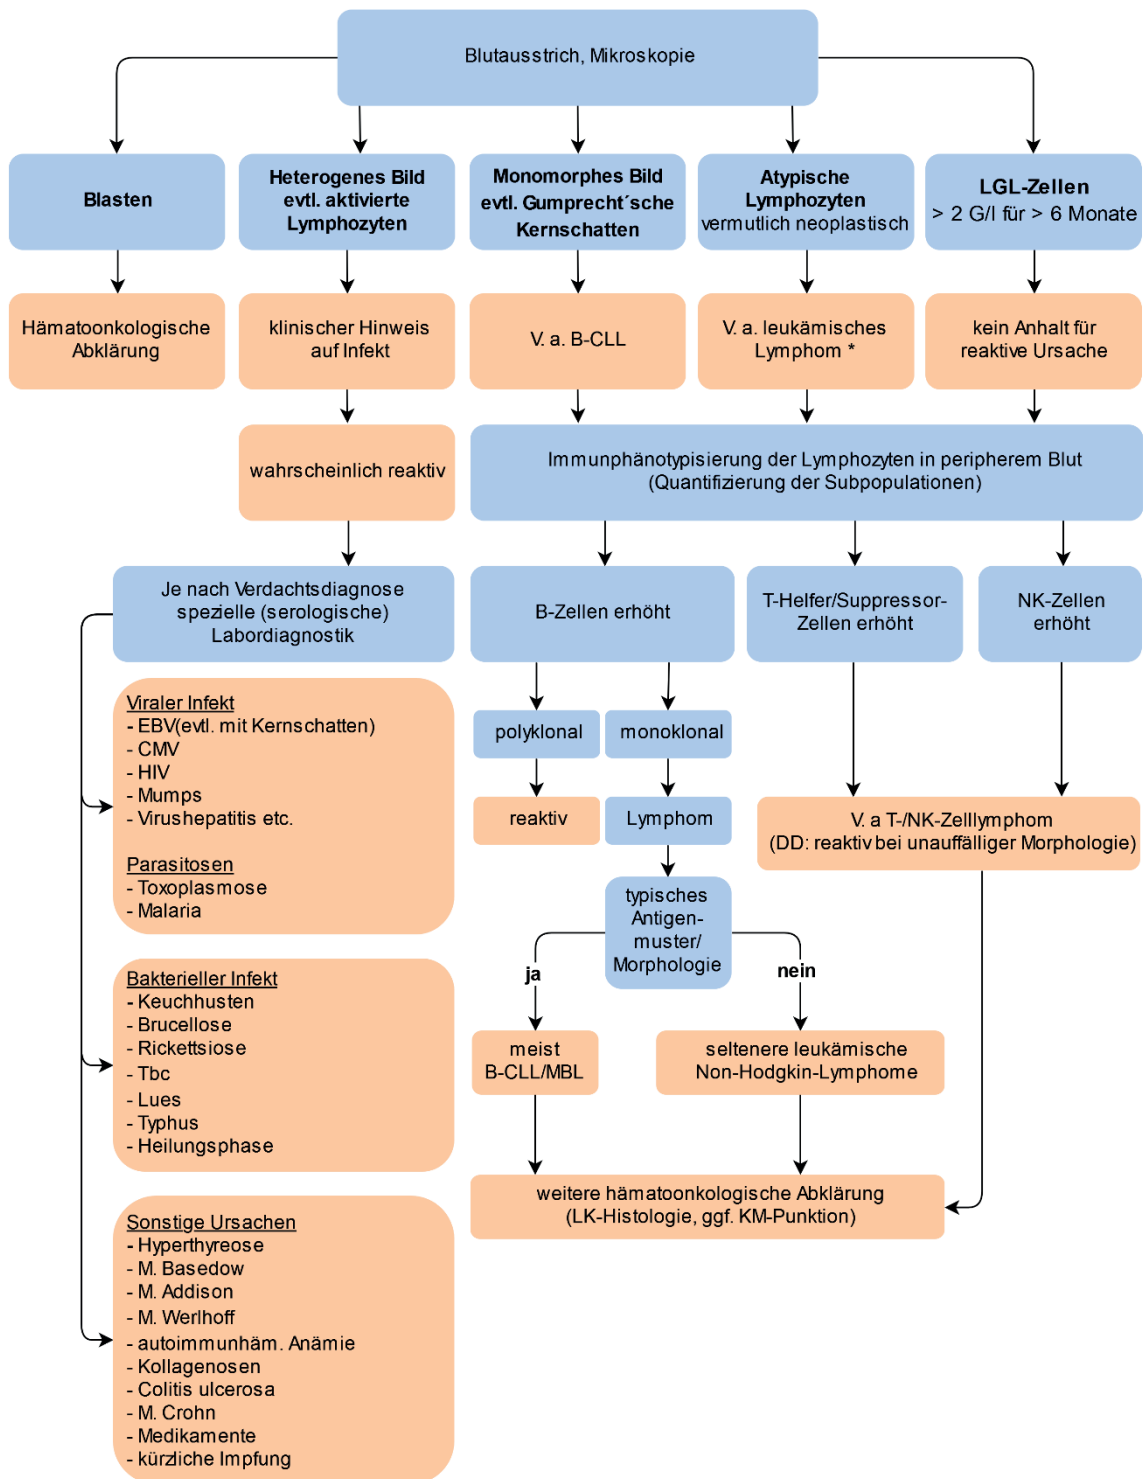 Blutausstrich, Mikroskopie
Blasten
Heterogenes Bild
evtl. aktivierte
Lymphozyten
Monomorphes Bild
evtl. Gumprecht´sche
Kernschatten
Atypische
Lymphozyten
vermutlich neoplastisch
LGL-Zellen
> 2 G/l für > 6 Monate
Hämatoonkologische
Abklärung
klinischer Hinweis
auf Infekt
V. a. B-CLL
V. a. leukämisches
Lymphom *
kein Anhalt für
reaktive Ursache
wahrscheinlich reaktiv
Immunphänotypisierung der Lymphozyten in peripherem Blut
(Quantifizierung der Subpopulationen)
Je nach Verdachtsdiagnose
spezielle (serologische)
Labordiagnostik
B-Zellen erhöht
T-Helfer/Suppressor-
Zellen erhöht
NK-Zellen
erhöht
Viraler Infekt
- EBV(evtl. mit Kernschatten)
- CMV
- HIV
- Mumps
- Virushepatitis etc.
Parasitosen
- Toxoplasmose
- Malaria
polyklonal
monoklonal
reaktiv
Lymphom
V. a T-/NK-Zelllymphom
(DD: reaktiv bei unauffälliger Morphologie)
typisches
Antigen-
muster/
Morphologie
ja
nein
Bakterieller Infekt
- Keuchhusten
- Brucellose
- Rickettsiose
- Tbc
- Lues
- Typhus
- Heilungsphase
meist
B-CLL/MBL
seltenere leukämische
Non-Hodgkin-Lymphome
weitere hämatoonkologische Abklärung
(LK-Histologie, ggf. KM-Punktion)
Sonstige Ursachen
- Hyperthyreose
- M. Basedow
- M. Addison
- M. Werlhoff
- autoimmunhäm. Anämie
- Kollagenosen
- Colitis ulcerosa
- M. Crohn
- Medikamente
- kürzliche Impfung